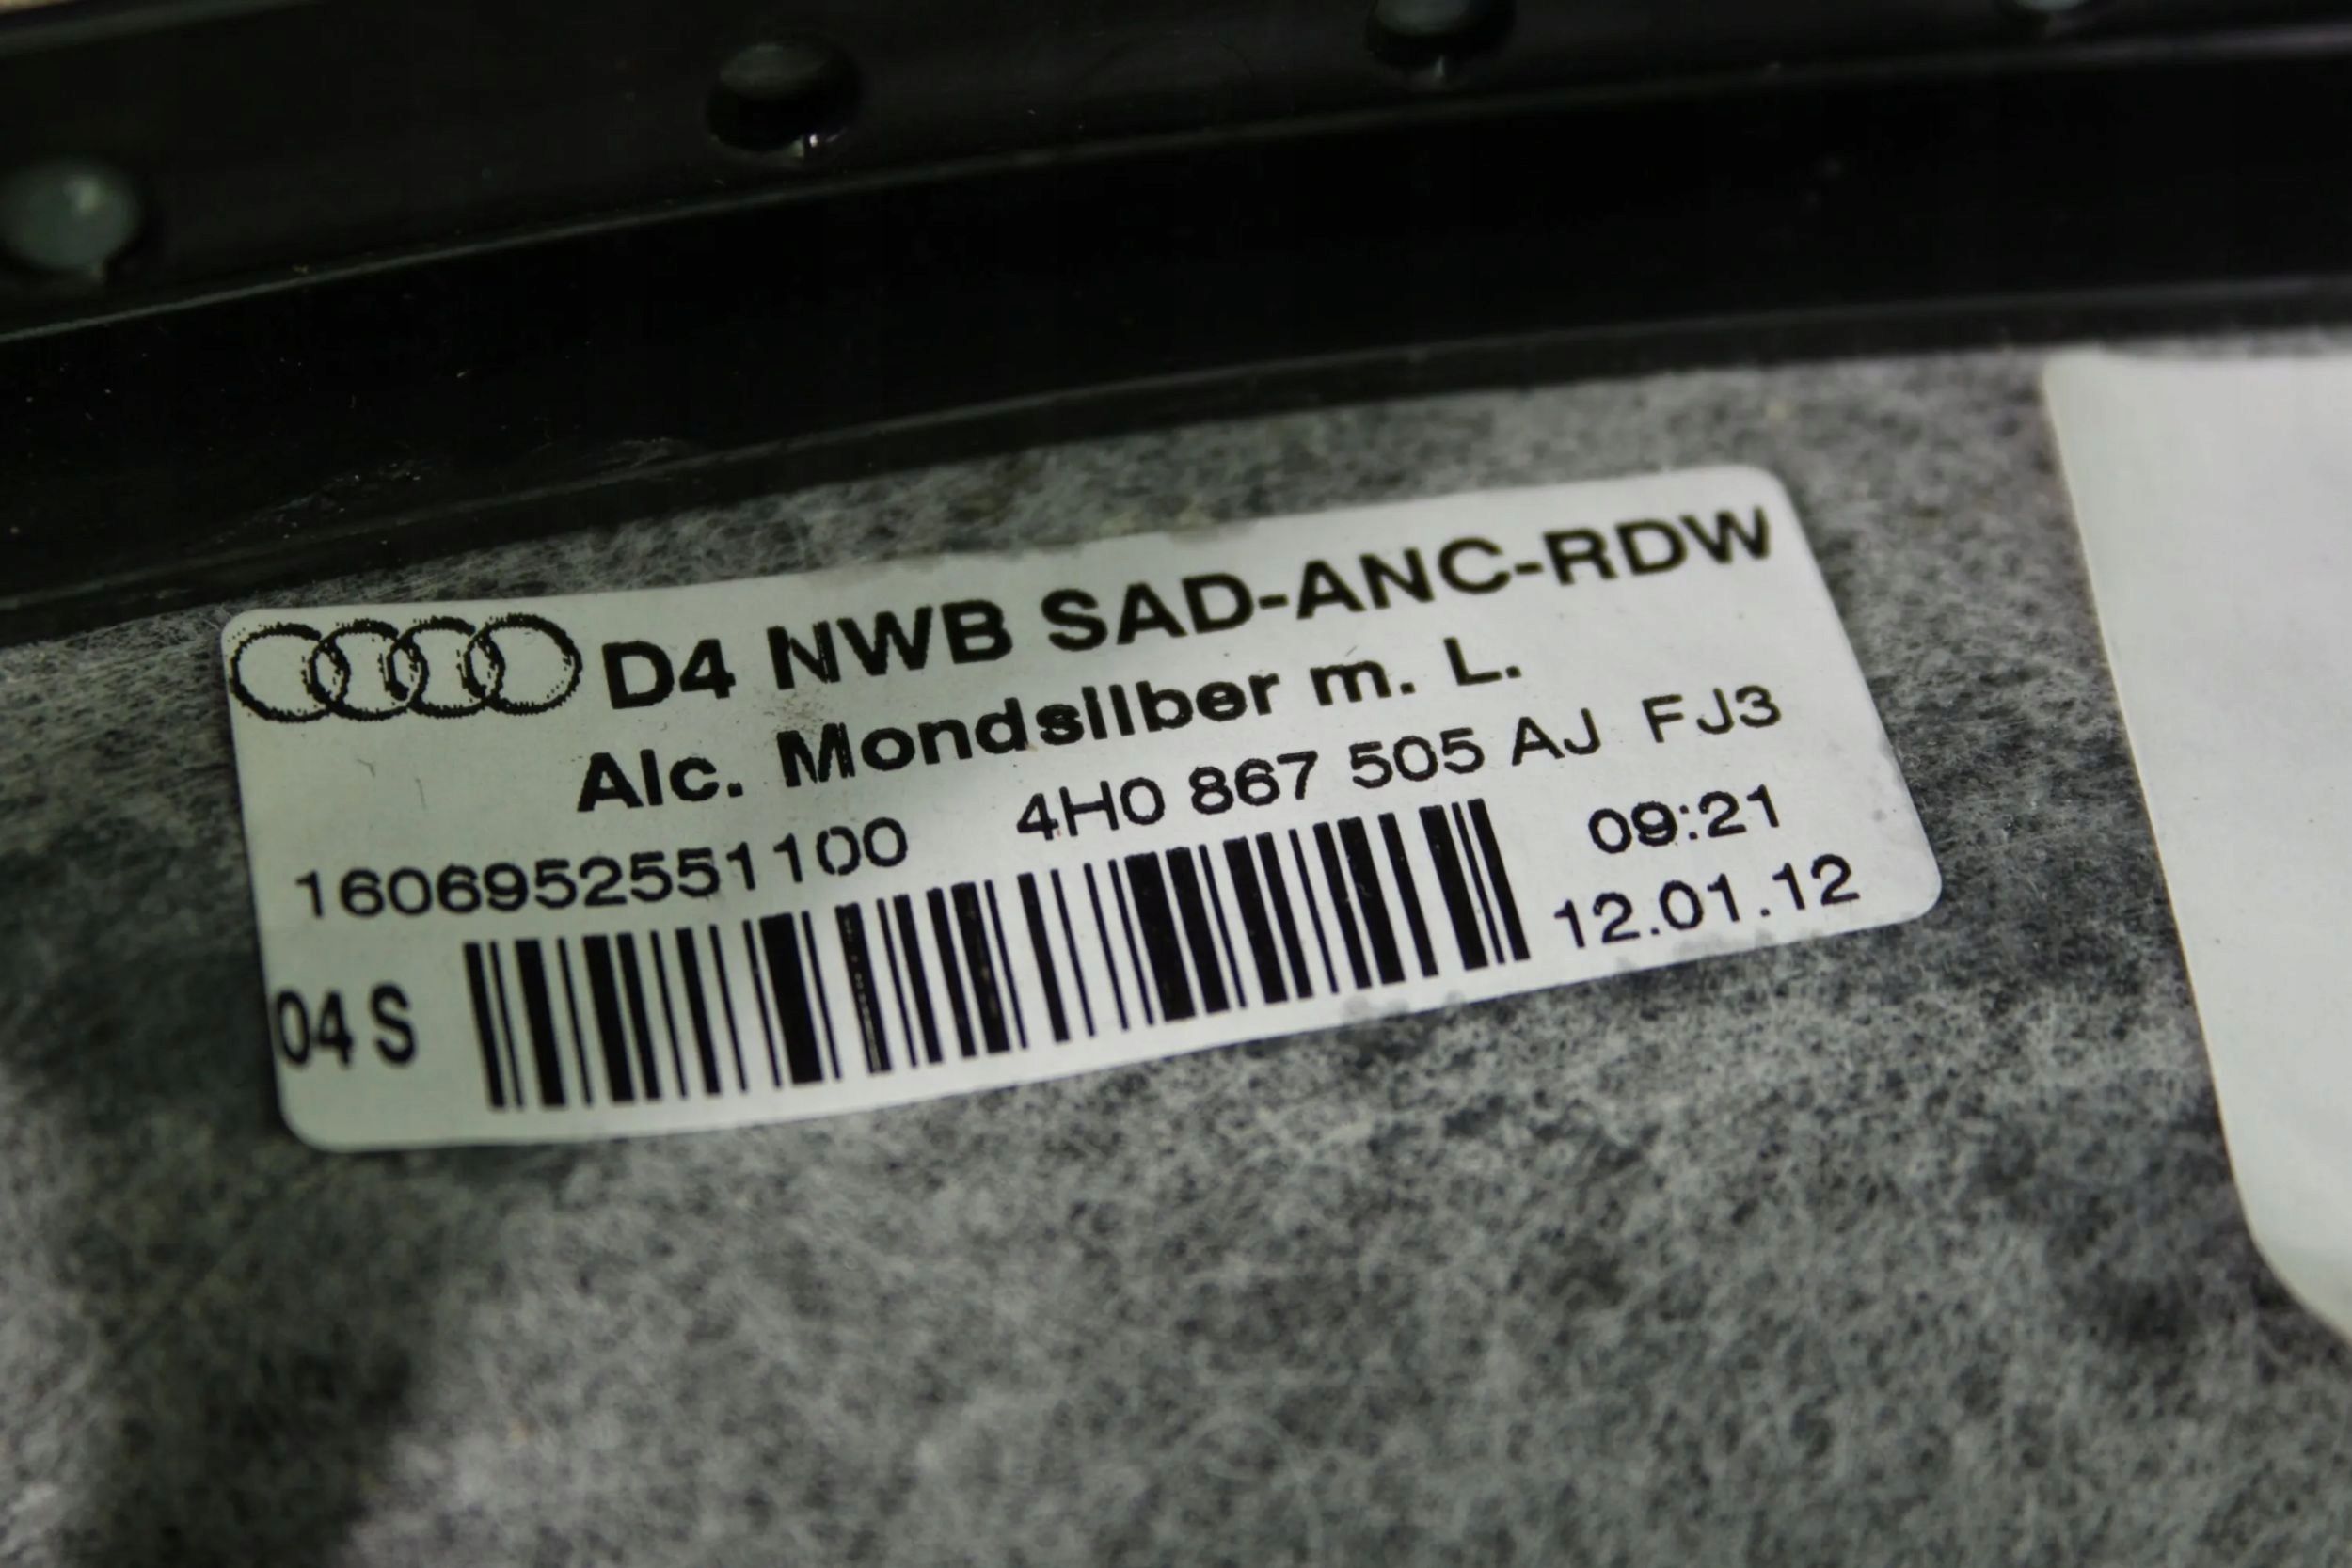 D4 NWB SAD-ANC-RDW
Alc. Mondsilber m. L.
1606952551100 4H0 867 505 AJ FJ3
09:21
04 S 12.01.12